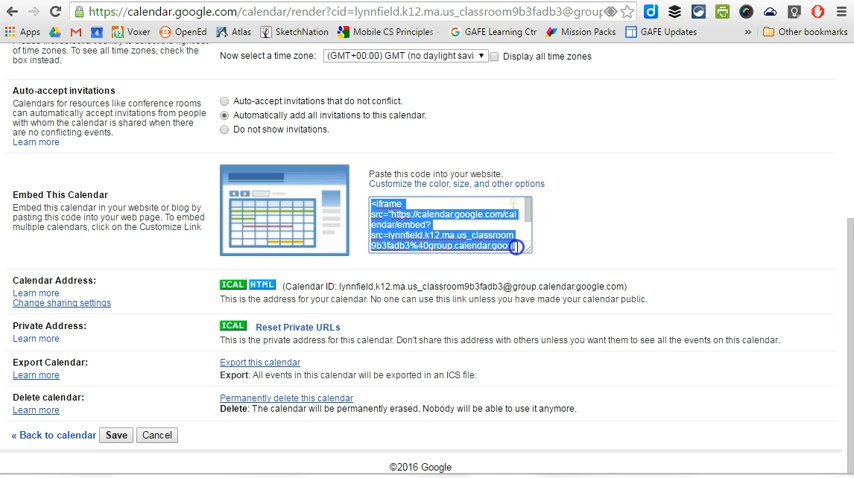 https://calendar.google.com/calendar/render?cid=lynnfield.k12.ma.us_classroom9b3fadb3@group
Apps Voxer OpenEd Atlas SketchNation Mobile CS Principles GAFE Learning Ctr Mission Packs GAFE Updates » Other bookmarks
of time zones. To see all time zones, check the
box instead.
Now select a time zone: (GMT+00:00) GMT (no daylight savi Display all time zones
Auto-accept invitations
Calendars for resources like conference rooms
can automatically accept invitations from
people with whom the calendar is shared when
there are no conflicting events.
Learn more
Auto-accept invitations that do not conflict.
Automatically add all invitations to this calendar.
Do not show invitations.
Embed This Calendar
Embed this calendar in your website or blog by
pasting this code into your web page. To embed
multiple calendars, click on the Customize Link
Paste this code into your website.
Customize the color, size, and other options
<iframe
src="https://calendar.google.com/cal
endar/embed?
src=lynnfield.k12.ma.us_classroom
9b3fadb3%40group.calendar.goo
Calendar Address:
Learn more
Change sharing settings
ICAL HTML (Calendar ID: lynnfield.k12.ma.us_classroom9b3fadb3@group.calendar.google.com)
This is the address for your calendar. No one can use this link unless you have made your calendar public.
Private Address:
Learn more
ICAL Reset Private URLs
This is the private address for this calendar. Don't share this address with others unless you want them to see all the events on this calendar.
Export Calendar:
Learn more
Export this calendar
Export: All events in this calendar will be exported in an ICS file.
Delete calendar:
Learn more
Permanently delete this calendar
Delete: The calendar will be permanently erased. Nobody will be able to use it anymore.
« Back to calendar Save Cancel
©2016 Google